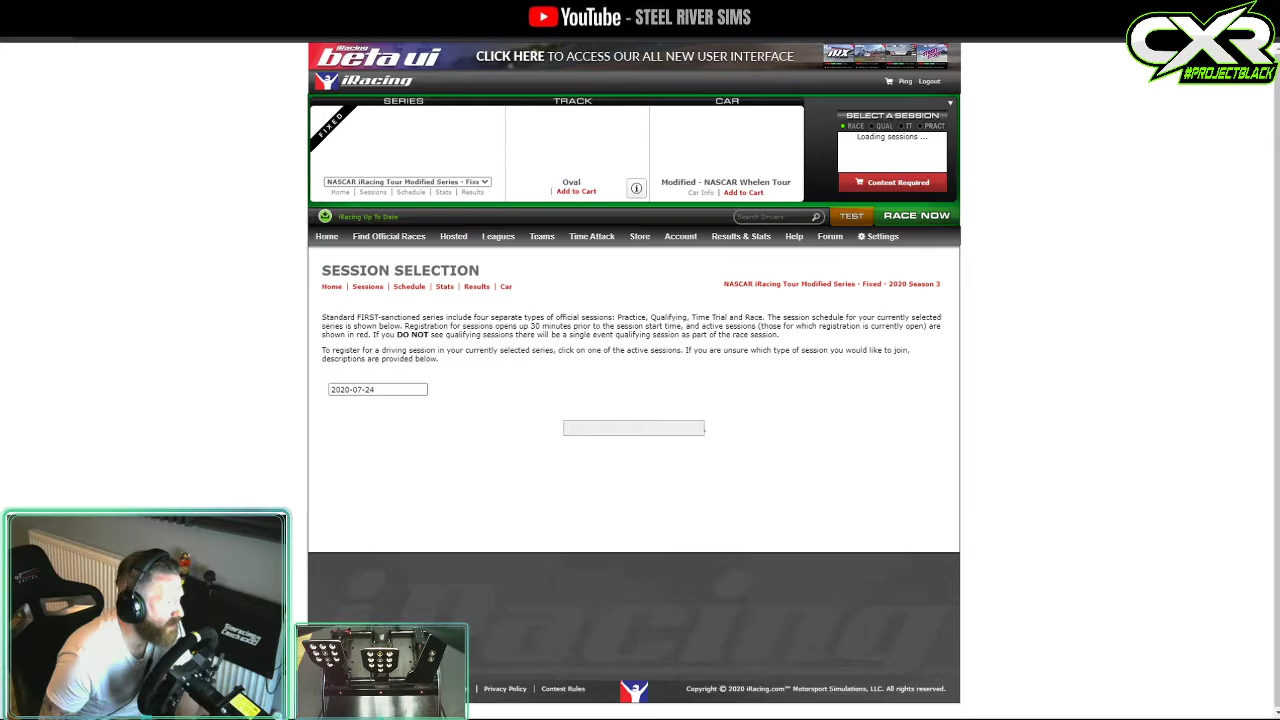 YouTube - STEEL RIVER SIMS
CXR
#PROJECTBLACK
iRacing
beta ui
CLICK HERE TO ACCESS OUR ALL NEW USER INTERFACE
iRacing
Ping Logout
SERIES TRACK CAR
FIXED
SELECT A SESSION
RACE QUAL TT PRACT
Loading sessions ...
NASCAR iRacing Tour Modified Series - Fixe
Oval
Modified - NASCAR Whelen Tour
Content Required
Home | Sessions | Schedule | Stats | Results
| Add to Cart
Car Info | Add to Cart
iRacing Up To Date
Search Drivers
TEST
RACE NOW
Home Find Official Races Hosted Leagues Teams Time Attack Store Account Results & Stats Help Forum Settings
SESSION SELECTION
Home | Sessions | Schedule | Stats | Results | Car
NASCAR iRacing Tour Modified Series - Fixed - 2020 Season 3
Standard FIRST-sanctioned series include four separate types of official sessions: Practice, Qualifying, Time Trial and Race. The session schedule for your currently selected
series is shown below. Registration for sessions opens up 30 minutes prior to the session start time, and active sessions (those for which registration is currently open) are
shown in red. If you DO NOT see qualifying sessions there will be a single event qualifying session as part of the race session.
To register for a driving session in your currently selected series, click on one of the active sessions. If you are unsure which type of session you would like to join,
descriptions are provided below.
2020-07-24
iRacing
| Privacy Policy | Contest Rules
Copyright © 2020 iRacing.com™ Motorsport Simulations, LLC. All rights reserved.